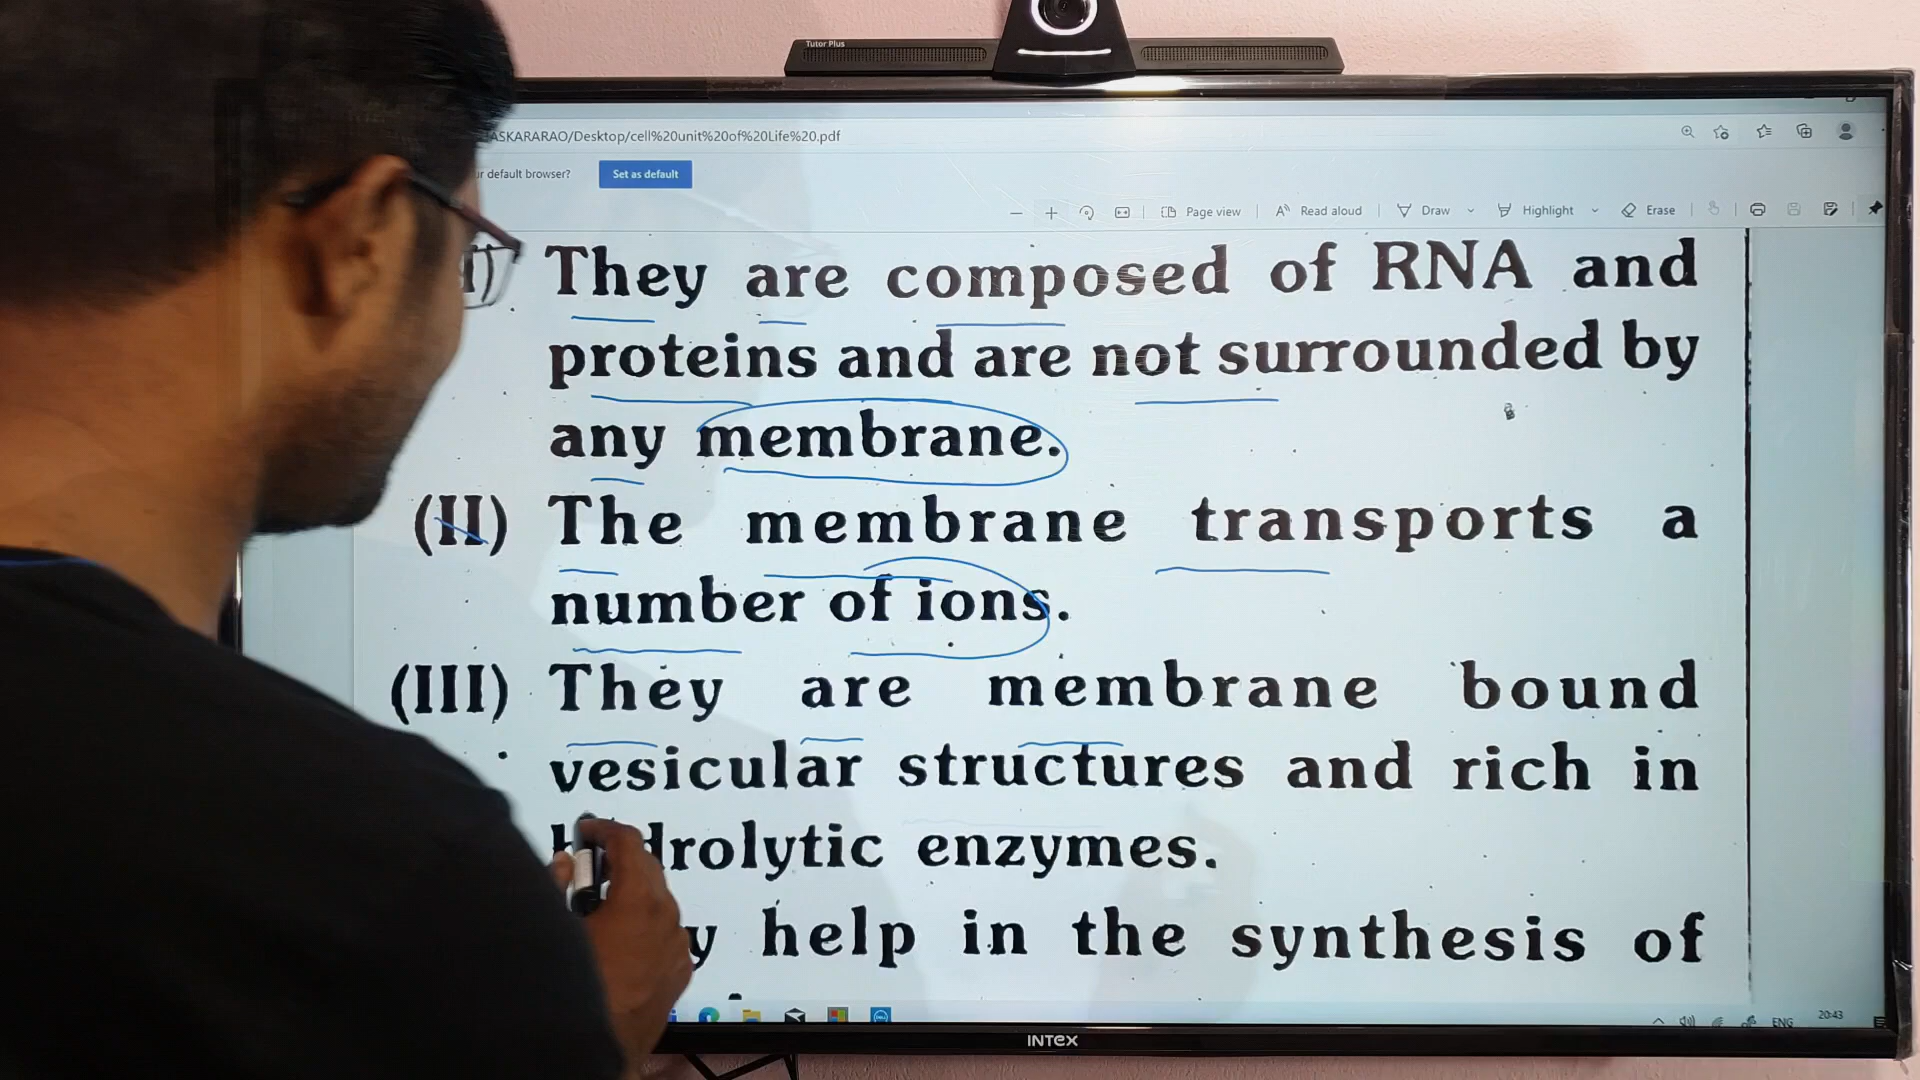 Tutor Plus
ASKARARAO/Desktop/cell%20unit%20of%20Life%20.pdf
default browser?
Set as default
Page view
Read aloud
Draw
Highlight
Erase
They are composed of RNA and
proteins and are not surrounded by
any membrane.
(II) The membrane transports a
number of ions.
(III) They are membrane bound
vesicular structures and rich in
drolytic enzymes.
y help in the synthesis of
ENG
20:43
INTEX